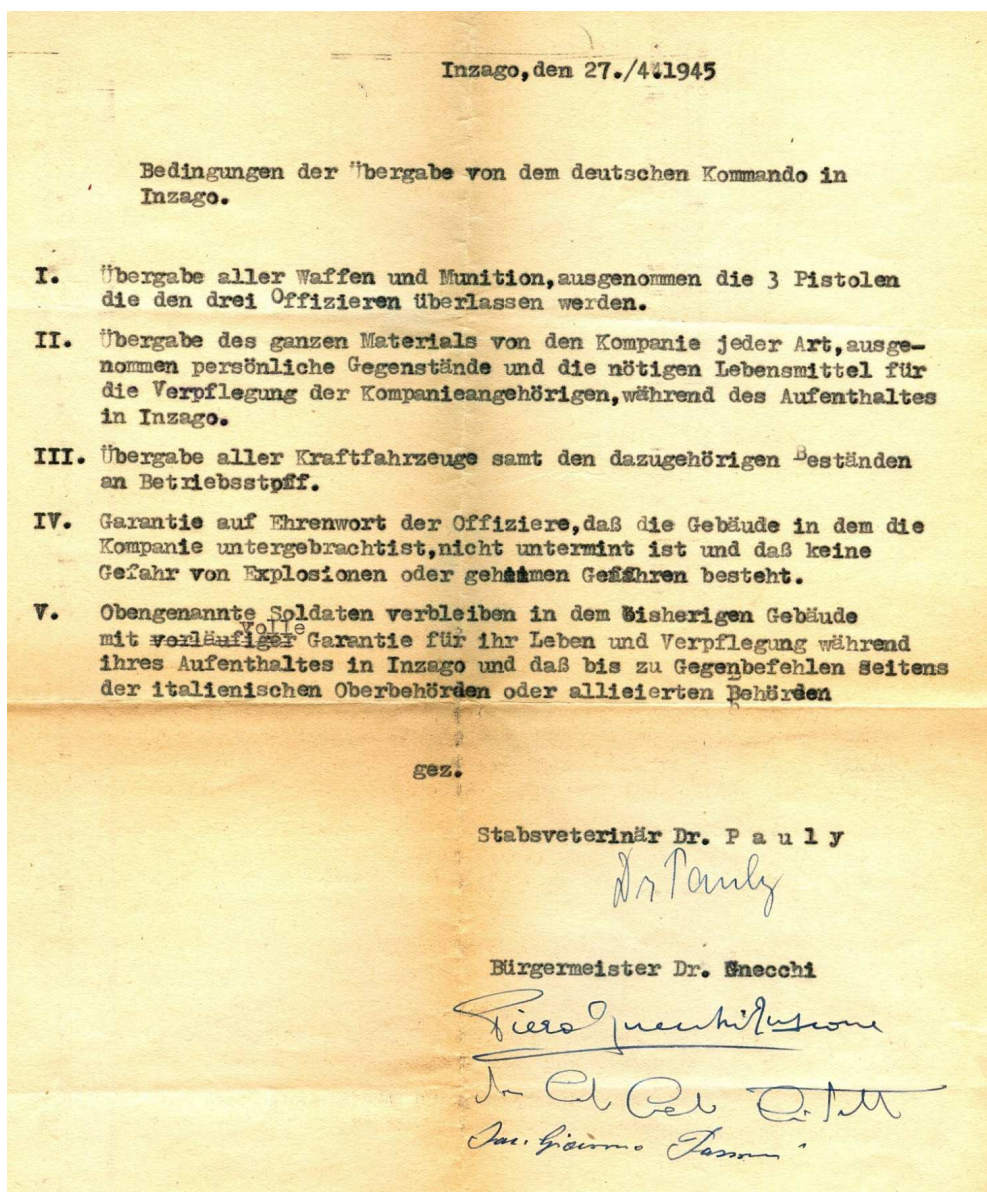 Inzago, den 27./4.1945
Bedingungen der Übergabe von dem deutschen Kommando in
Inzago.
I. Übergabe aller Waffen und Munition,ausgenommen die 3 Pistolen
die den drei Offizieren überlassen werden.
II. Übergabe des ganzen Materials von den Kompanie jeder Art,ausge-
nommen persönliche Gegenstände und die nötigen Lebensmittel für
die Verpflegung der Kompanieangehörigen,während des Aufenthaltes
in Inzago.
III. Übergabe aller Kraftfahrzeuge samt den dazugehörigen Beständen
an Betriebsstoff.
IV. Garantie auf Ehrenwort der Offiziere,daß die Gebäude in dem die
Kompanie untergebrachtist,nicht untermint ist und daß keine
Gefahr von Explosionen oder geheimen Gefahren besteht.
V. Obengenannte Soldaten verbleiben in dem bisherigen Gebäude
mit vorläufiger volle Garantie für ihr Leben und Verpflegung während
ihres Aufenthaltes in Inzago und daß bis zu Gegenbefehlen seitens
der italienischen Oberbehörden oder allieierten Behörden
gez.
Stabsveterinär Dr. P a u l y
Dr Pauly
Bürgermeister Dr. Gnecchi
Piero Gnecchi Ruscone